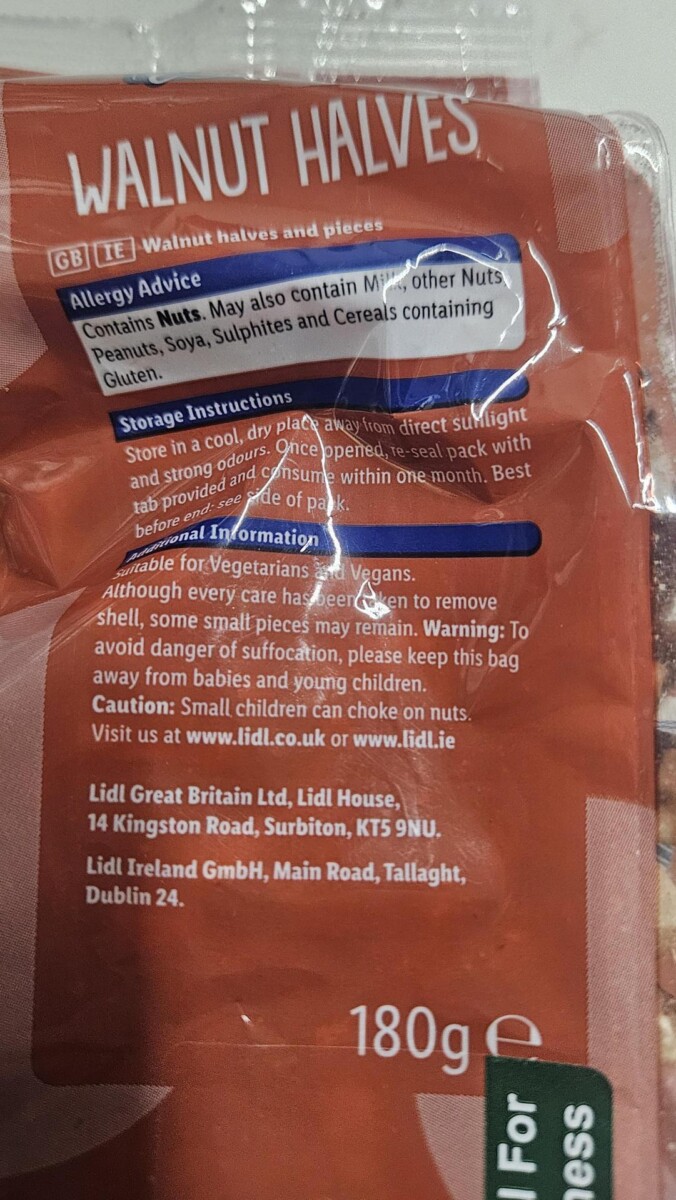 WALNUT HALVES
GB IE Walnut halves and pieces
Allergy Advice
Contains Nuts. May also contain Milk, other Nuts
Peanuts, Soya, Sulphites and Cereals containing
Gluten.
Storage Instructions
Store in a cool, dry place away from direct sunlight
and strong odours. Once opened, re-seal pack with
tab provided and consume within one month. Best
before end: see side of pack.
Additional Information
Suitable for Vegetarians and Vegans.
Although every care has been taken to remove
shell, some small pieces may remain. Warning: To
avoid danger of suffocation, please keep this bag
away from babies and young children.
Caution: Small children can choke on nuts.
Visit us at www.lidl.co.uk or www.lidl.ie
Lidl Great Britain Ltd, Lidl House,
14 Kingston Road, Surbiton, KT5 9NU.
Lidl Ireland GmbH, Main Road, Tallaght,
Dublin 24.
180g e
For
ess